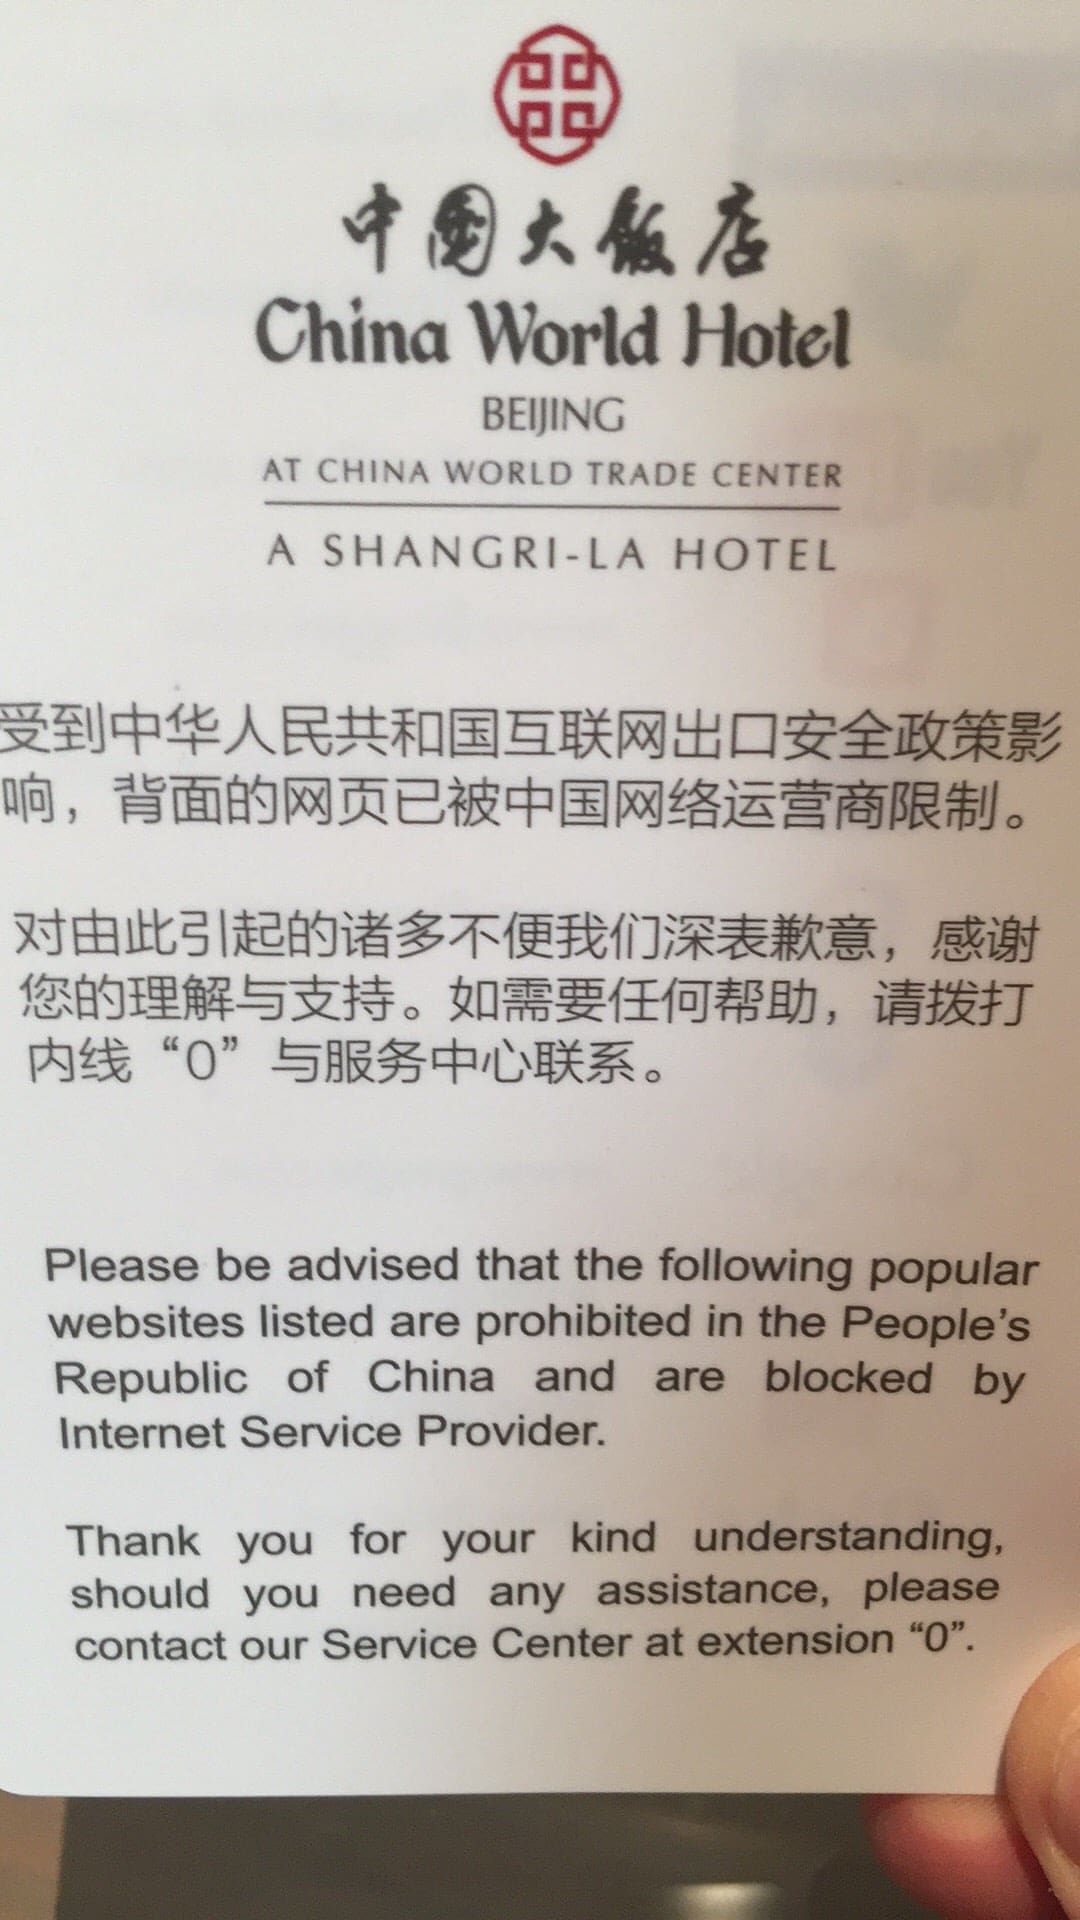 中國大飯店
China World Hotel
BEIJING
AT CHINA WORLD TRADE CENTER
A SHANGRI-LA HOTEL
受到中华人民共和国互联网出口安全政策影
响，背面的网页已被中国网络运营商限制。
对由此引起的诸多不便我们深表歉意，感谢
您的理解与支持。如需要任何帮助，请拨打
内线“0”与服务中心联系。
Please be advised that the following popular
websites listed are prohibited in the People’s
Republic of China and are blocked by
Internet Service Provider.
Thank you for your kind understanding,
should you need any assistance, please
contact our Service Center at extension “0”.